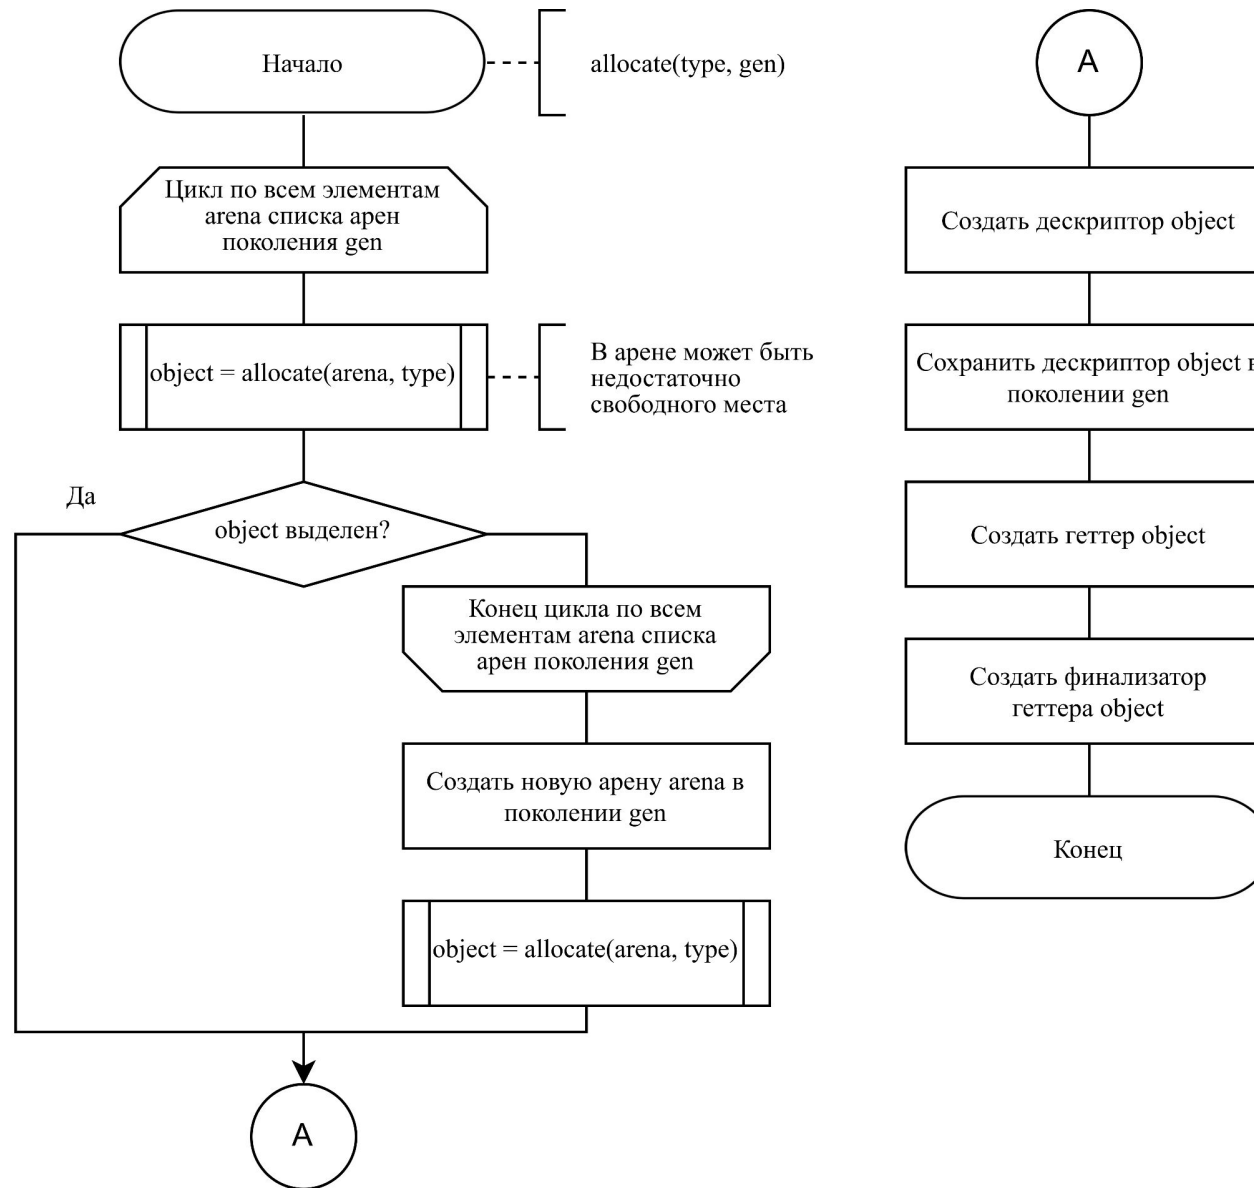 Начало
allocate(type, gen)
Цикл по всем элементам
arena списка арен
поколения gen
object = allocate(arena, type)
В арене может быть
недостаточно
свободного места
Да
object выделен?
Конец цикла по всем
элементам arena списка
арен поколения gen
Создать новую арену arena в
поколении gen
object = allocate(arena, type)
A
A
Создать дескриптор object
Сохранить дескриптор object в
поколении gen
Создать геттер object
Создать финализатор
геттера object
Конец